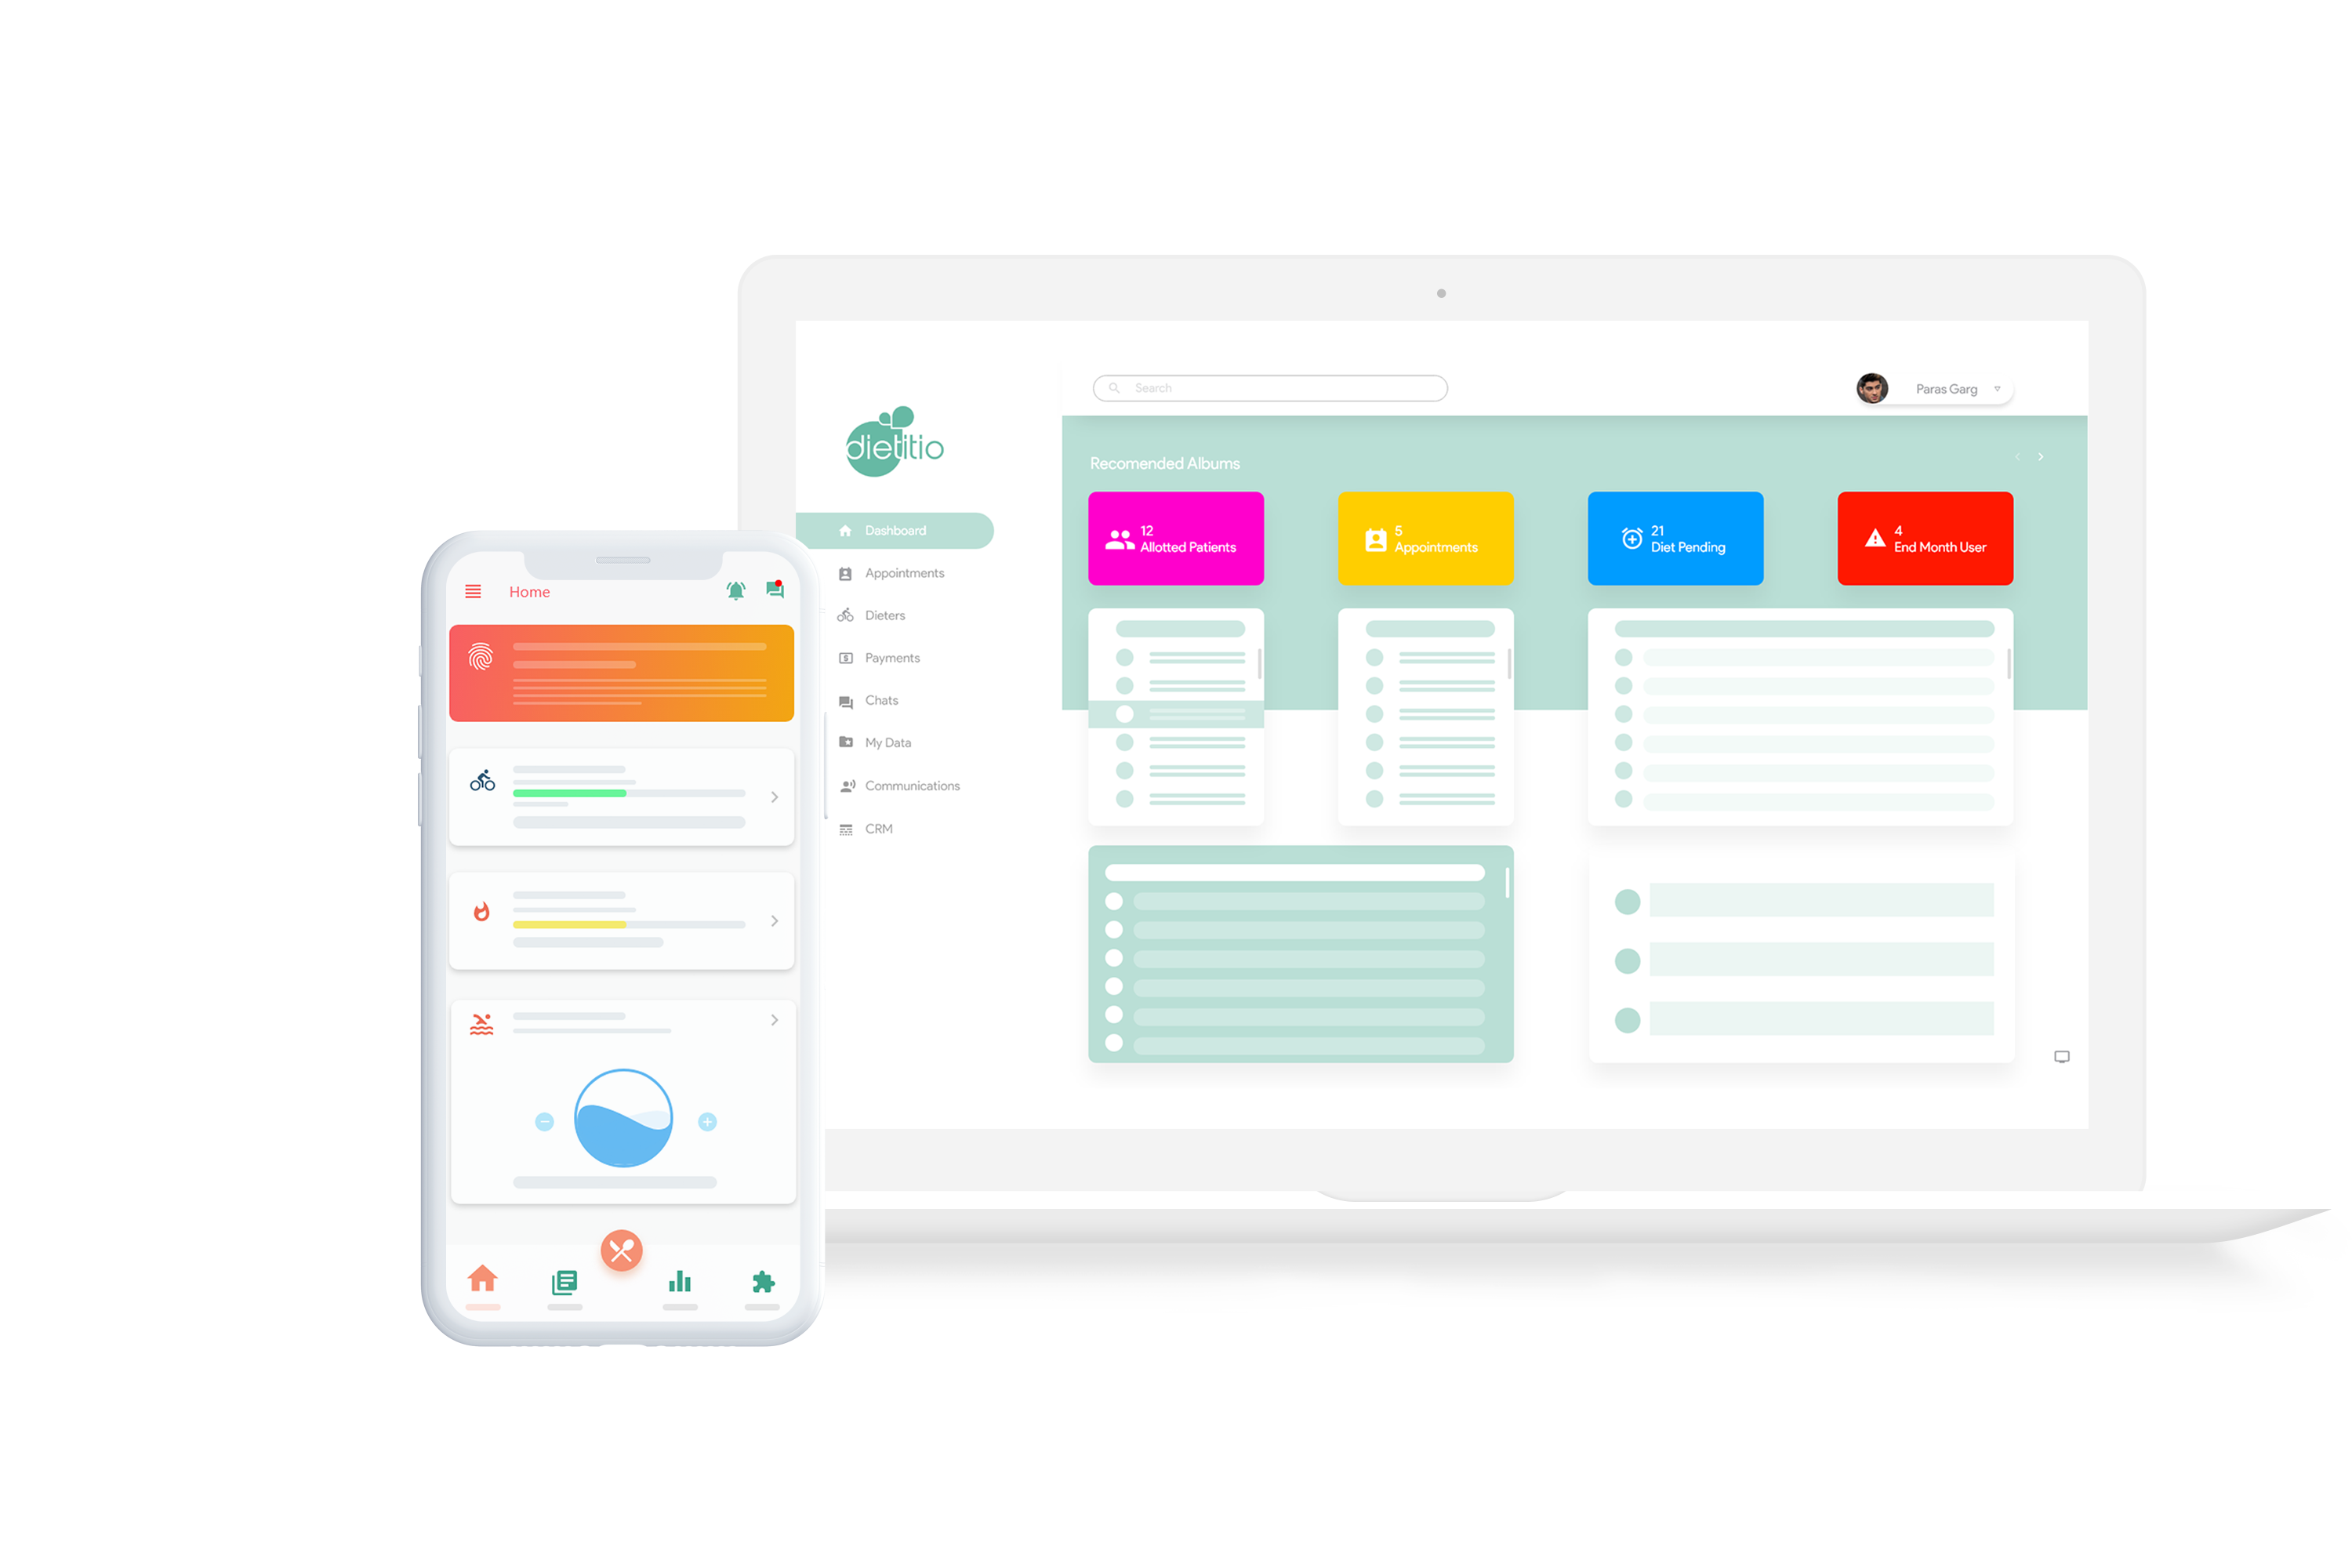 Search
Paras Garg
dietitio
Recomended Albums
Dashboard
Appointments
Dieters
Payments
Chats
My Data
Communications
CRM
12
Allotted Patients
5
Appointments
21
Diet Pending
4
End Month User
Home